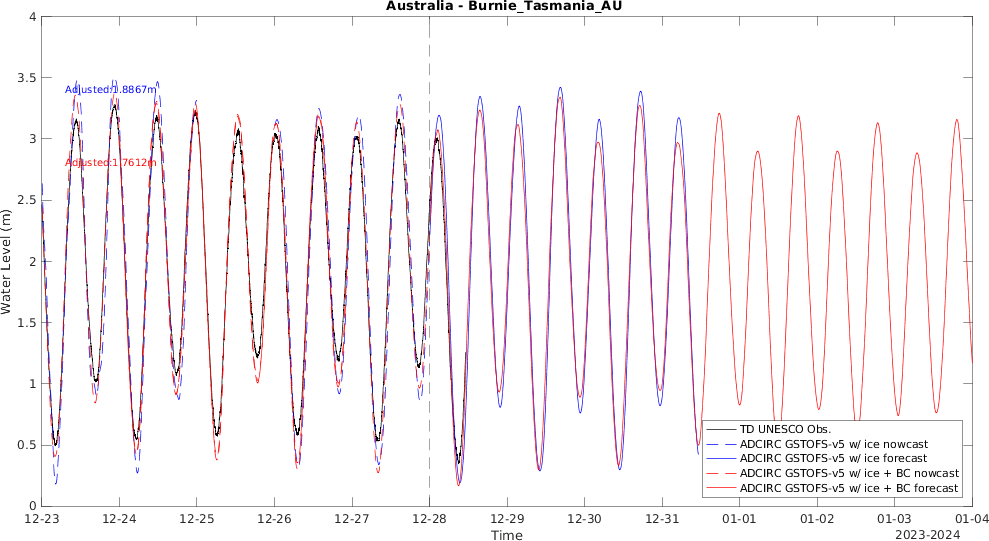 Australia - Burnie_Tasmania_AU
4
3.5
3
2.5
2
1.5
1
0.5
0
Water Level (m)
Adjusted:1.8867m
Adjusted:1.7612m
TD UNESCO Obs.
ADCIRC GSTOFS-v5 w/ ice nowcast
ADCIRC GSTOFS-v5 w/ ice forecast
ADCIRC GSTOFS-v5 w/ ice + BC nowcast
ADCIRC GSTOFS-v5 w/ ice + BC forecast
12-23 12-24 12-25 12-26 12-27 12-28 12-29 12-30 12-31 01-01 01-02 01-03 01-04
Time
2023-2024